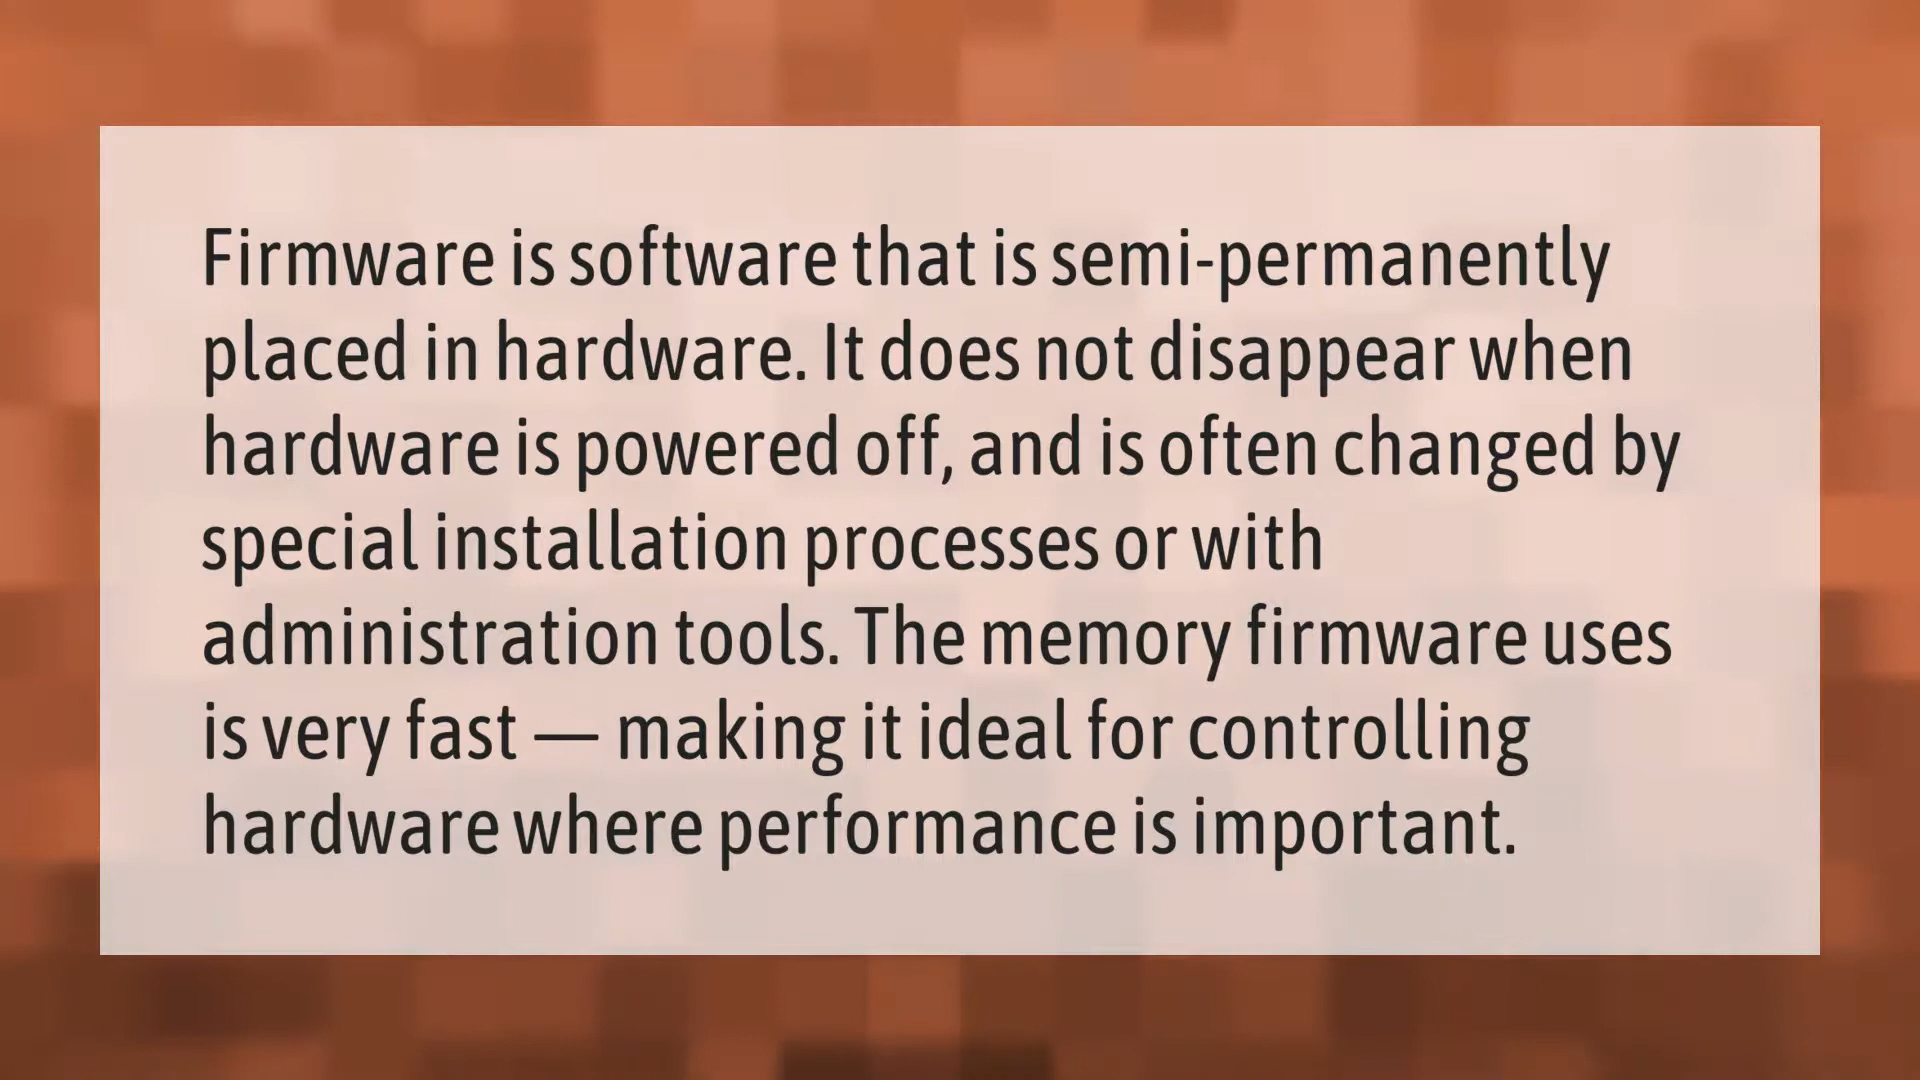 Firmware is software that is semi-permanently
placed in hardware. It does not disappear when
hardware is powered off, and is often changed by
special installation processes or with
administration tools. The memory firmware uses
is very fast — making it ideal for controlling
hardware where performance is important.